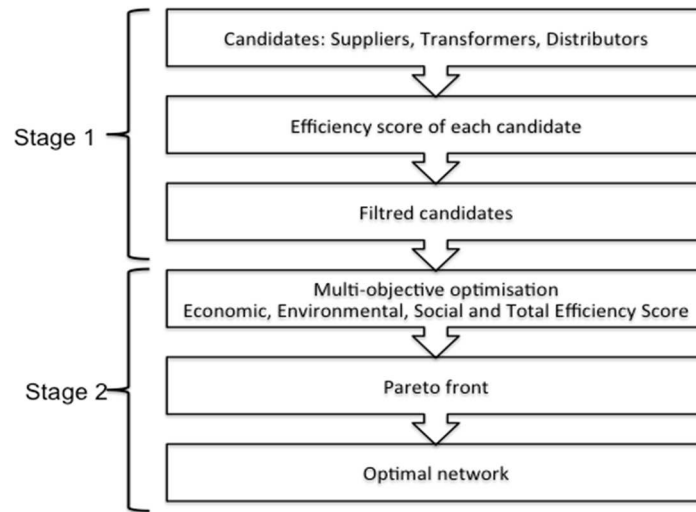 Candidates: Suppliers, Transformers, Distributors
Stage 1
Efficiency score of each candidate
Filtred candidates
Multi-objective optimisation
Economic, Environmental, Social and Total Efficiency Score
Stage 2
Pareto front
Optimal network